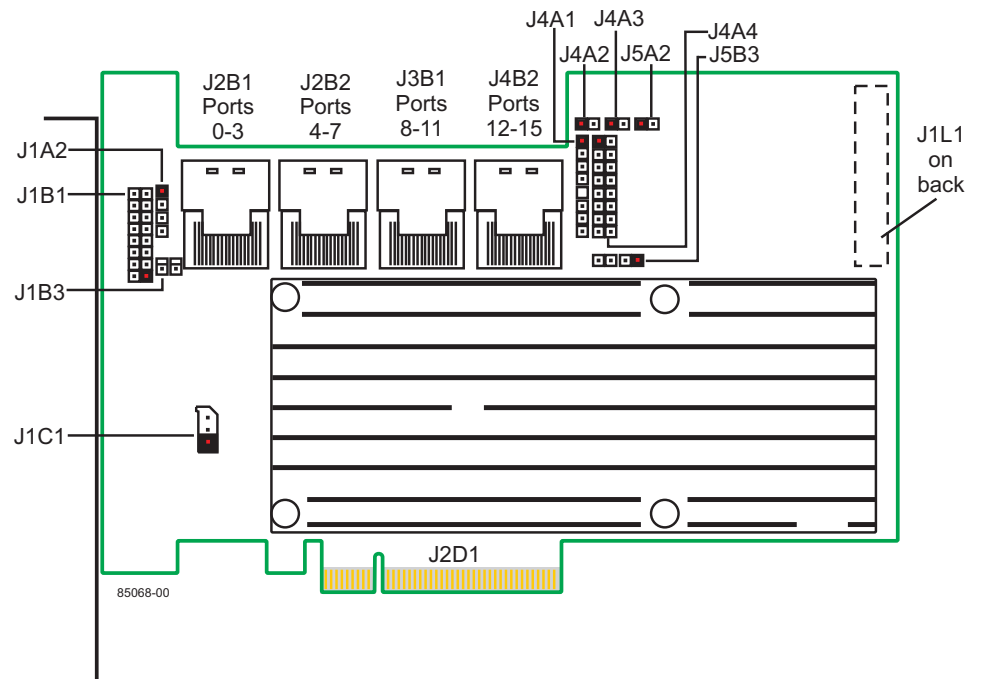 J4A1
J4A3
J4A4
J4A2
J5A2
J5B3
J2B1
Ports
0-3
J2B2
Ports
4-7
J3B1
Ports
8-11
J4B2
Ports
12-15
J1L1
on
back
J1A2
J1B1
J1B3
J1C1
J2D1
85068-00